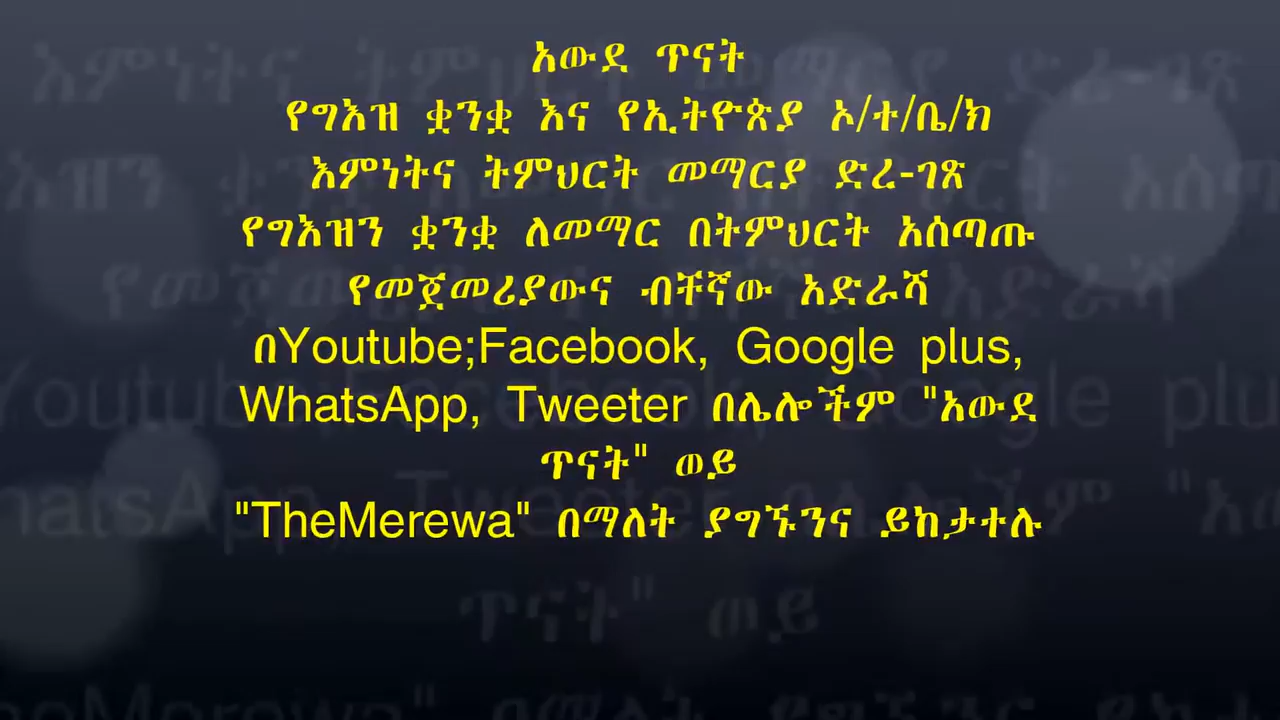 አውደ ጥናት
የግእዝ ቋንቋ እና የኢትዮጵያ ኦ/ተ/ቤ/ክ
እምነትና ትምህርት መማርያ ድረ-ገጽ
የግእዝን ቋንቋ ለመማር በትምህርት አሰጣጡ
የመጀመሪያውና ብቸኛው አድራሻ
በYoutube;Facebook, Google plus,
WhatsApp, Tweeter በሌሎችም "አውደ
ጥናት" ወይ
"TheMerewa" በማለት ያግኙንና ይከታተሉ